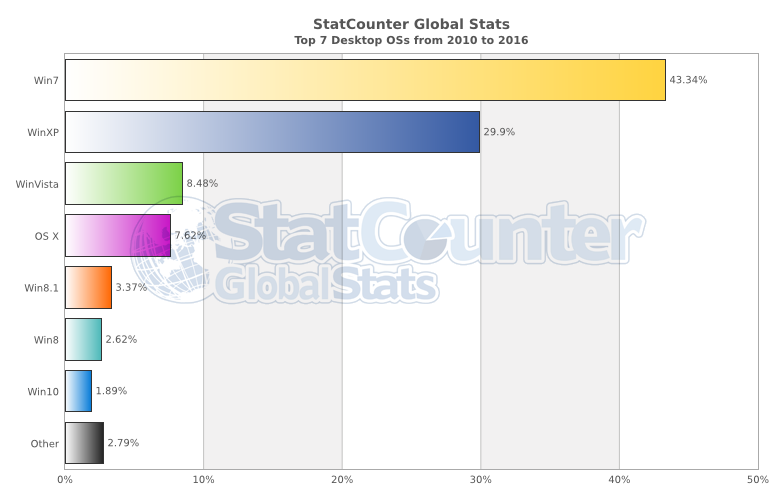 StatCounter Global Stats
Top 7 Desktop OSs from 2010 to 2016
Win7 43.34%
WinXP 29.9%
WinVista 8.48%
OS X 7.62%
Win8.1 3.37%
Win8 2.62%
Win10 1.89%
Other 2.79%
StatCounter
GlobalStats
0% 10% 20% 30% 40% 50%